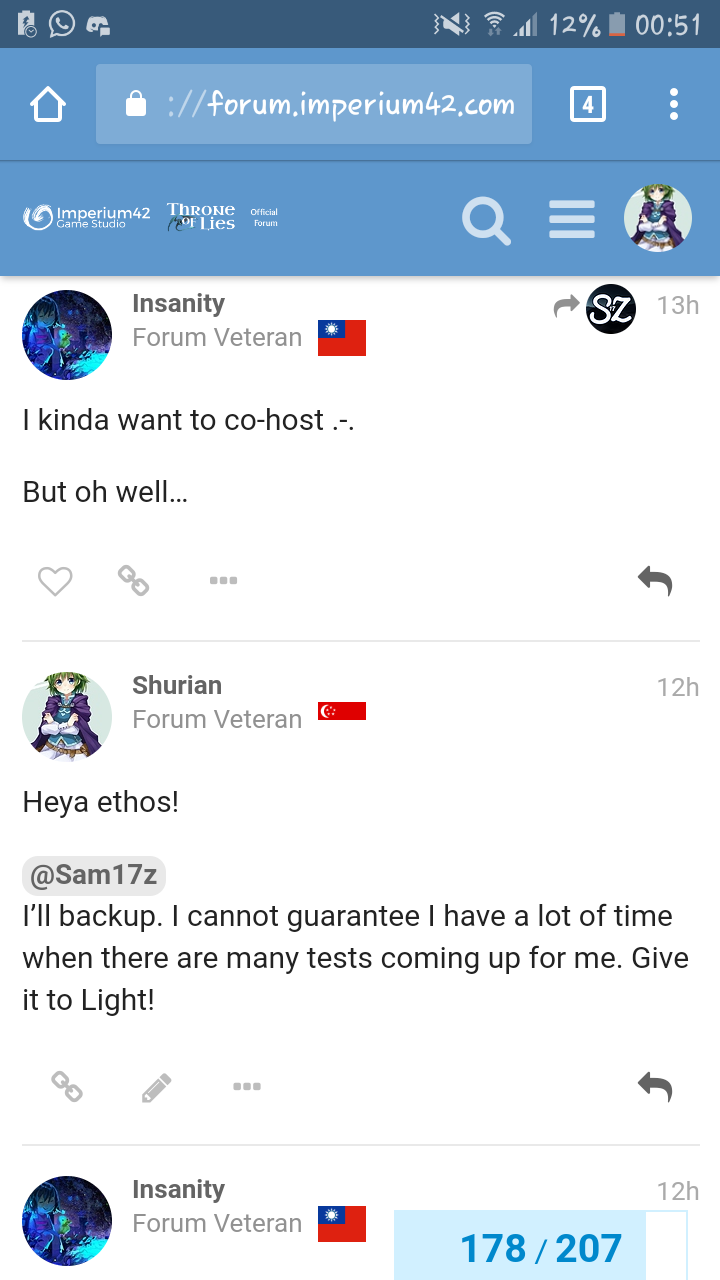 12% 00:51
://forum.imperium42.com
4
Imperium42
Game Studio
THRONE
OF LIES
Official
Forum
Insanity
SZ
17
13h
Forum Veteran
I kinda want to co-host .-.
But oh well…
Shurian
12h
Forum Veteran
Heya ethos!
@Sam17z
I’ll backup. I cannot guarantee I have a lot of time
when there are many tests coming up for me. Give
it to Light!
Insanity
12h
Forum Veteran
178 / 207